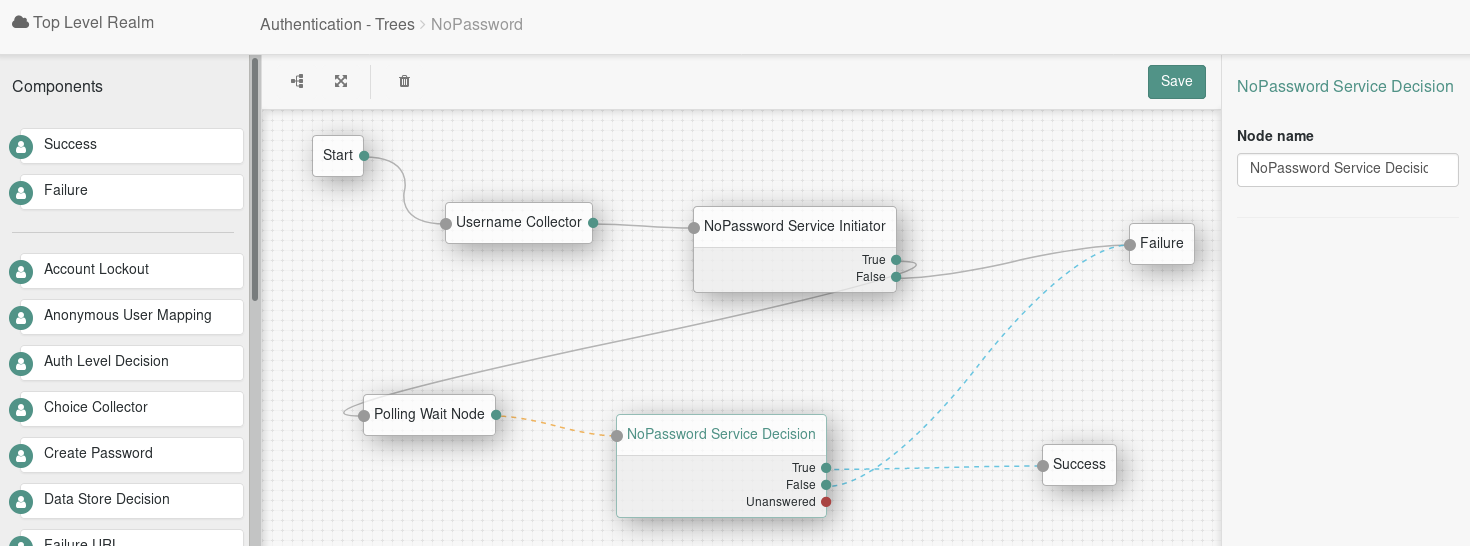 Top Level Realm
Authentication - Trees > NoPassword
Components
Success
Failure
Account Lockout
Anonymous User Mapping
Auth Level Decision
Choice Collector
Create Password
Data Store Decision
Failure URL
Save
Start
Username Collector
NoPassword Service Initiator
True
False
Failure
Polling Wait Node
NoPassword Service Decision
True
False
Unanswered
Success
NoPassword Service Decision
Node name
NoPassword Service Decisic